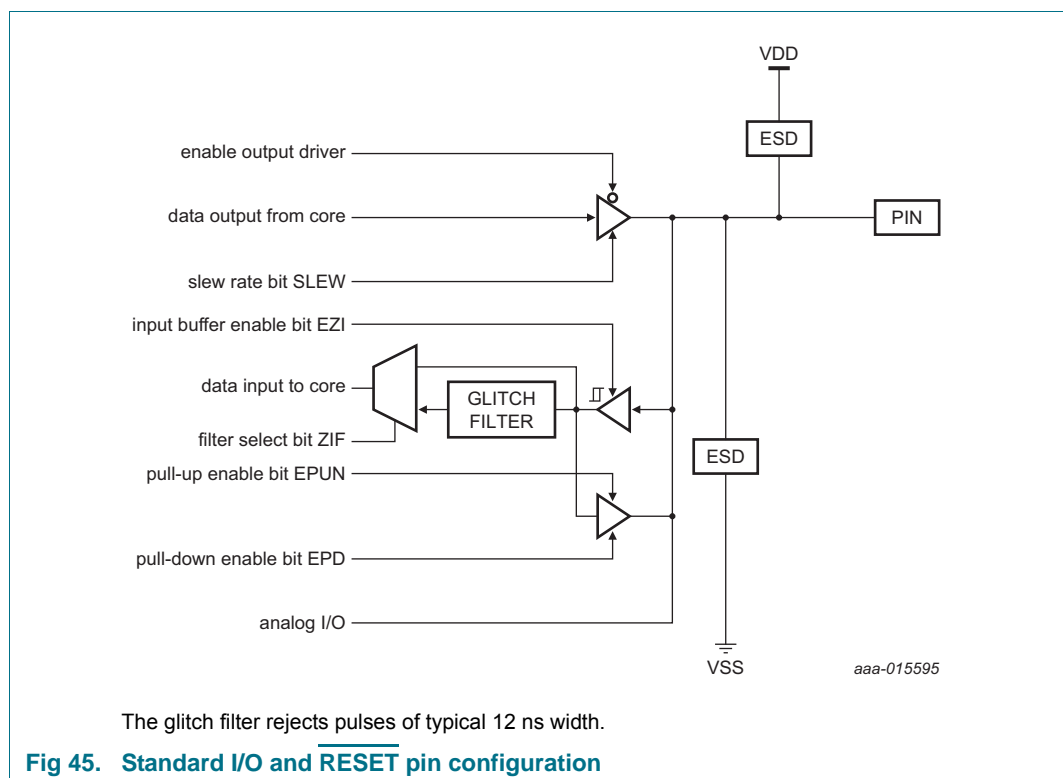 VDD
ESD
enable output driver
data output from core
PIN
slew rate bit SLEW
input buffer enable bit EZI
data input to core
GLITCH
FILTER
filter select bit ZIF
ESD
pull-up enable bit EPUN
pull-down enable bit EPD
analog I/O
VSS
aaa-015595
The glitch filter rejects pulses of typical 12 ns width.
Fig 45. Standard I/O and RESET pin configuration